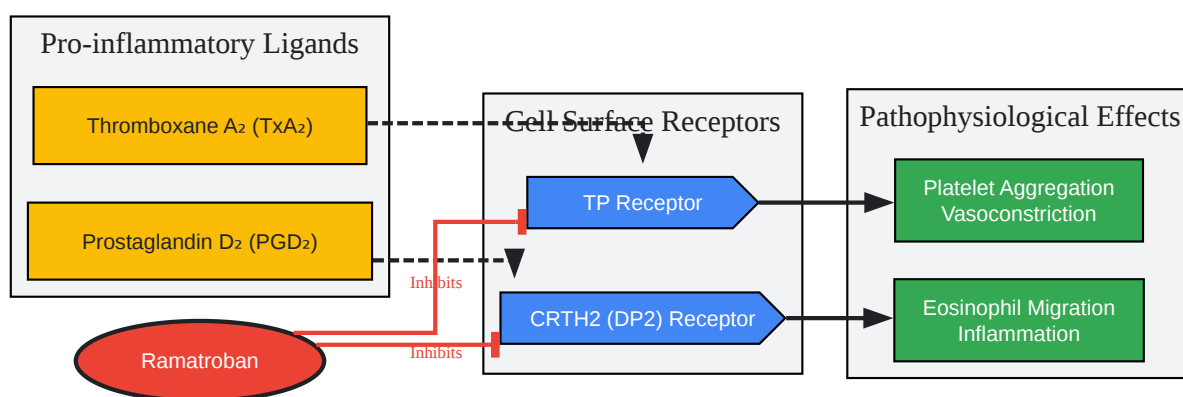 Pro-inflammatory Ligands
Thromboxane A₂ (TxA₂)
Prostaglandin D₂ (PGD₂)
Ramatroban
Inhibits
Inhibits
Cell Surface Receptors
TP Receptor
CRTH2 (DP2) Receptor
Pathophysiological Effects
Platelet Aggregation
Vasoconstriction
Eosinophil Migration
Inflammation